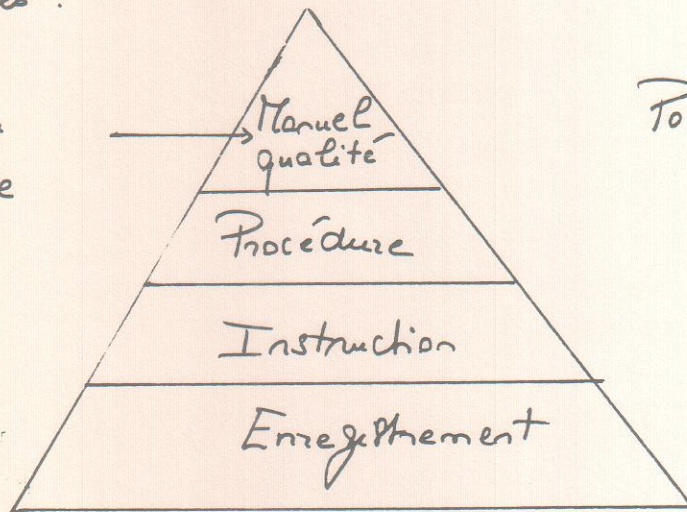 Manuel
qualité
Procédure
Instruction
Enregistrement